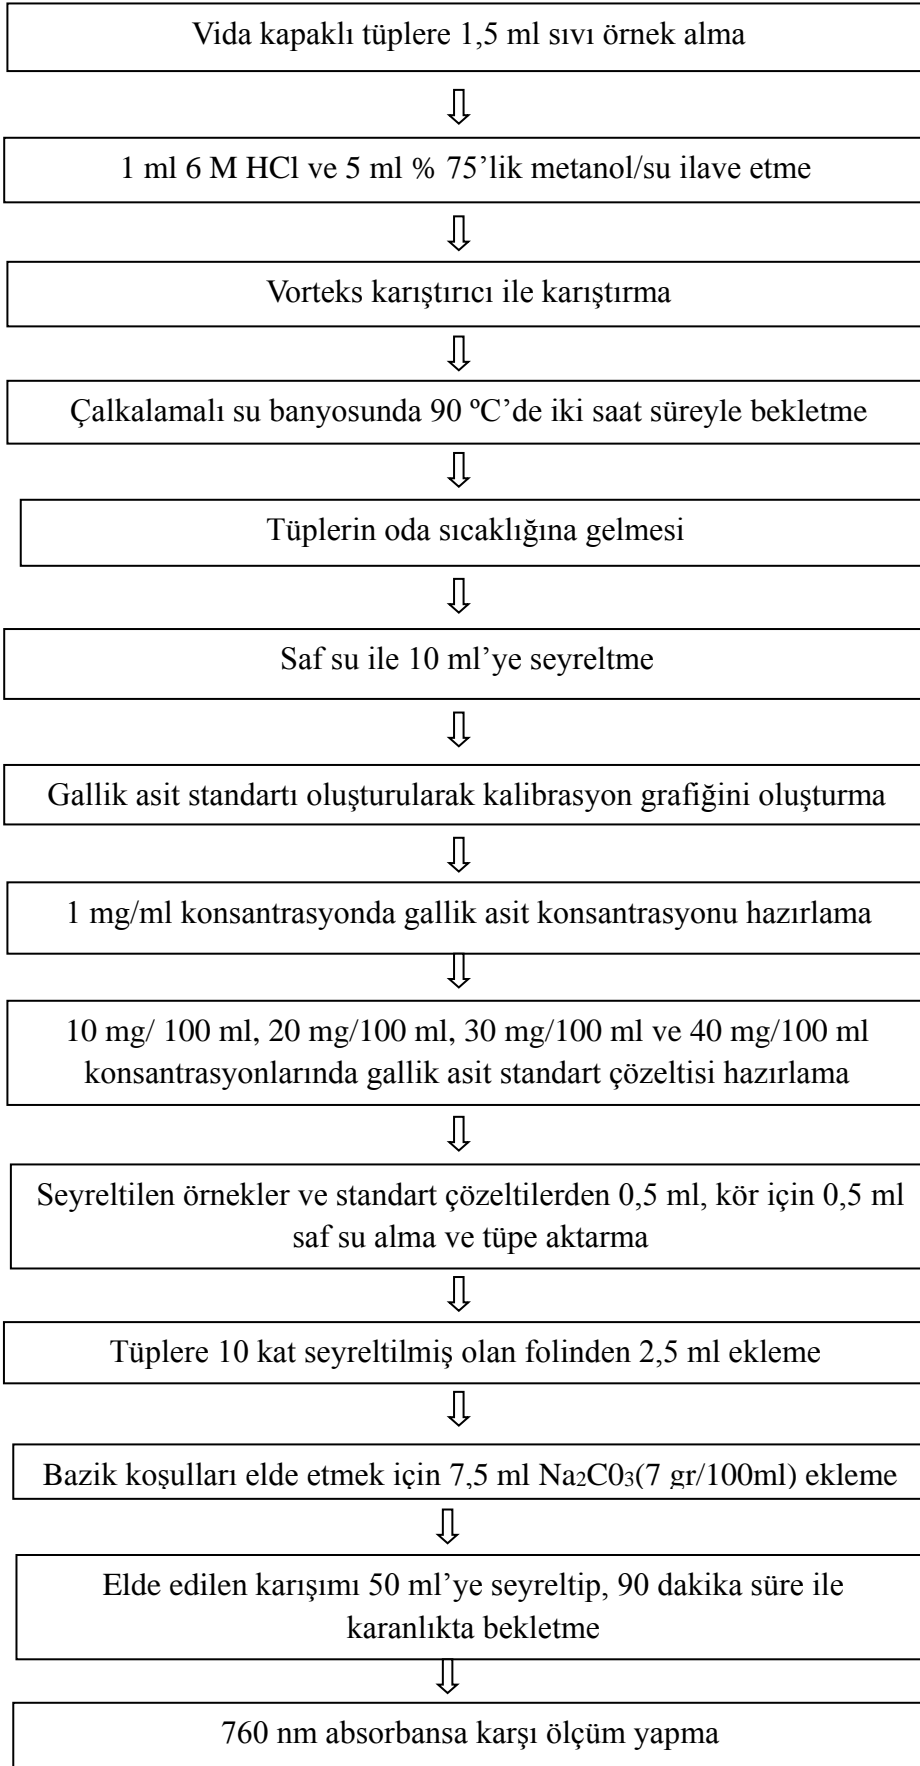 Vida kapaklı tüplere 1,5 ml sıvı örnek alma
1 ml 6 M HCl ve 5 ml % 75’lik metanol/su ilave etme
Vorteks karıştırıcı ile karıştırma
Çalkalamalı su banyosunda 90 ºC’de iki saat süreyle bekletme
Tüplerin oda sıcaklığına gelmesi
Saf su ile 10 ml’ye seyreltme
Gallik asit standartı oluşturularak kalibrasyon grafiğini oluşturma
1 mg/ml konsantrasyonda gallik asit konsantrasyonu hazırlama
10 mg/ 100 ml, 20 mg/100 ml, 30 mg/100 ml ve 40 mg/100 ml
konsantrasyonlarında gallik asit standart çözeltisi hazırlama
Seyreltilen örnekler ve standart çözeltilerden 0,5 ml, kör için 0,5 ml
saf su alma ve tüpe aktarma
Tüplere 10 kat seyreltilmiş olan folinden 2,5 ml ekleme
Bazik koşulları elde etmek için 7,5 ml Na₂C0₃(7 gr/100ml) ekleme
Elde edilen karışımı 50 ml’ye seyreltip, 90 dakika süre ile
karanlıkta bekletme
760 nm absorbansa karşı ölçüm yapma